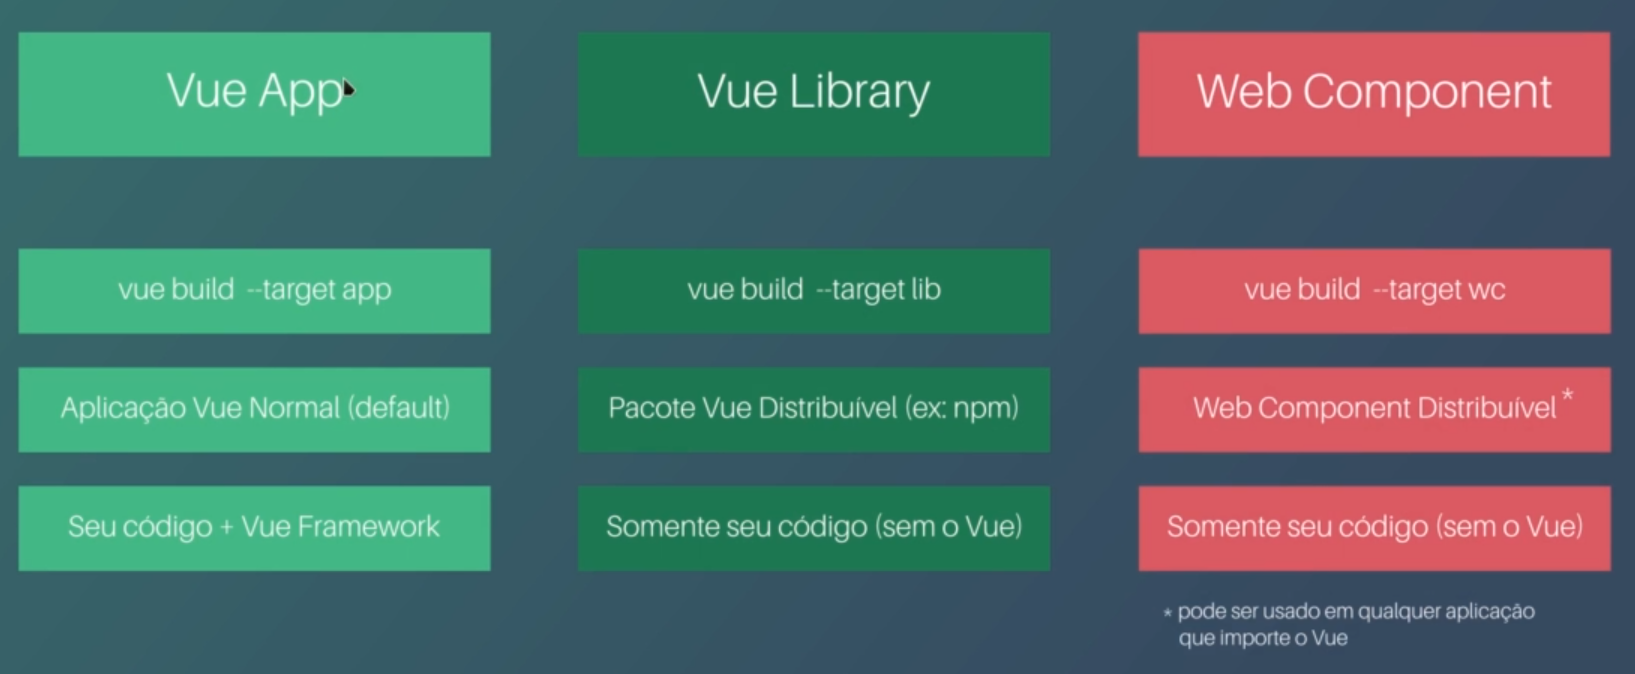 Vue App
Vue Library
Web Component
vue build --target app
vue build --target lib
vue build --target wc
Aplicação Vue Normal (default)
Pacote Vue Distribuível (ex: npm)
Web Component Distribuível *
Seu código + Vue Framework
Somente seu código (sem o Vue)
Somente seu código (sem o Vue)
* pode ser usado em qualquer aplicação
que importe o Vue